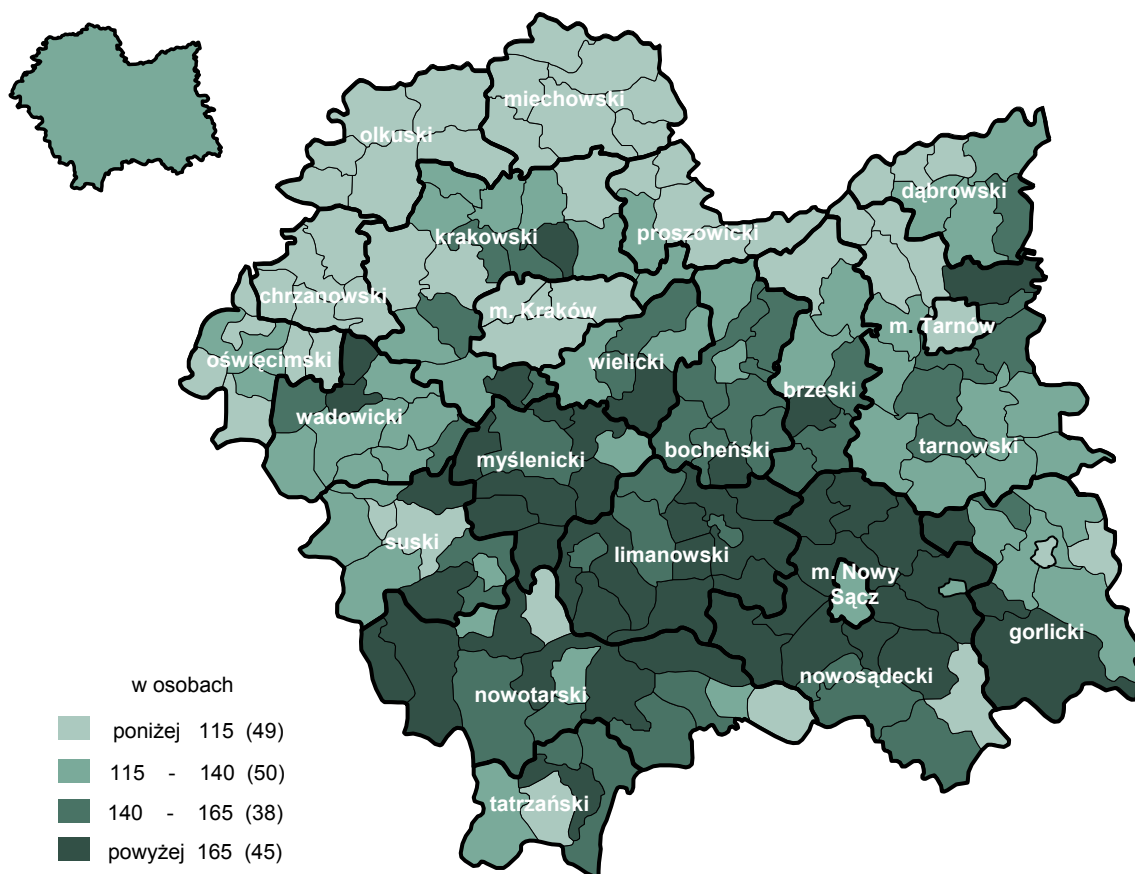 miechowski
olkuski
dąbrowski
krakowski
proszowicki
chrzanowski
m. Kraków
m. Tarnów
oświęcimski
wielicki
wadowicki
brzeski
myślenicki
bocheński
tarnowski
suski
limanowski
m. Nowy
Sącz
gorlicki
nowotarski
nowosądecki
tatrzański
w osobach
poniżej 115 (49)
115 - 140 (50)
140 - 165 (38)
powyżej 165 (45)